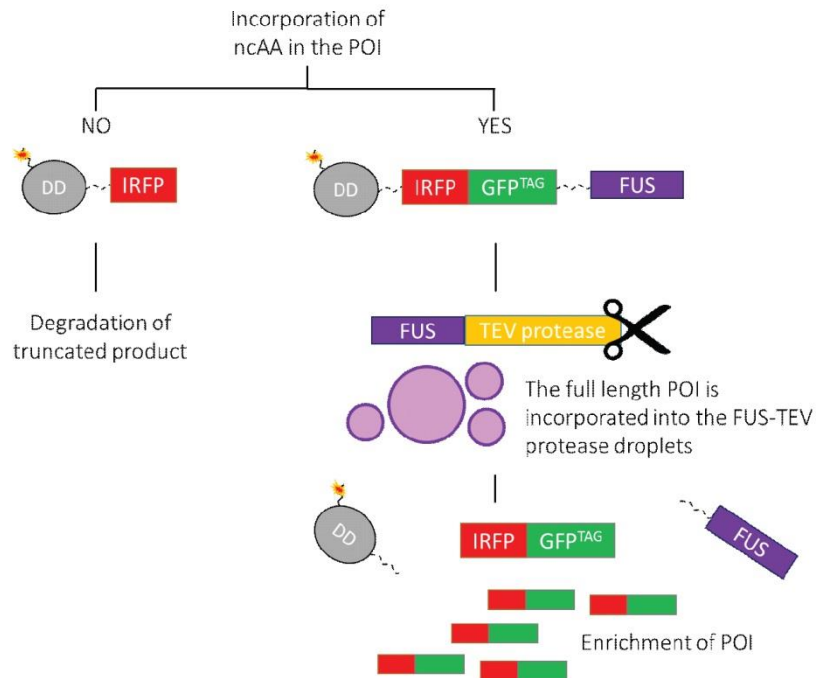 Incorporation of
ncAA in the POI
NO
YES
DD
IRFP
DD
IRFP
GFPTAG
FUS
Degradation of
truncated product
FUS
TEV protease
The full length POI is
incorporated into the FUS-TEV
protease droplets
DD
IRFP
GFPTAG
FUS
Enrichment of POI